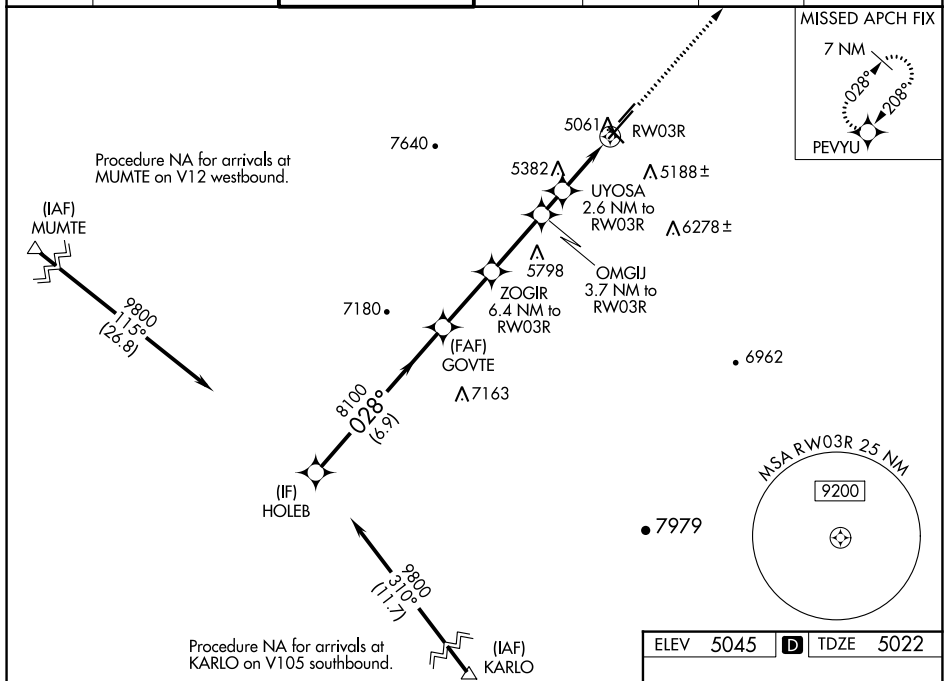 MISSED APCH FIX
7 NM
028°
208°
PEVYU
5061
RW03R
7640
Procedure NA for arrivals at
MUMTE on V12 westbound.
5382
5188±
UYOSA
2.6 NM to
RW03R
(IAF)
MUMTE
6278±
5798
OMGIJ
3.7 NM to
RW03R
ZOGIR
6.4 NM to
RW03R
9800
115°
(26.8)
7180
(FAF)
GOVTE
6962
7163
8100
028°
(6.9)
MSA RW03R 25 NM
9200
(IF)
HOLEB
7979
9800
310°
(11.7)
Procedure NA for arrivals at
KARLO on V105 southbound.
(IAF)
KARLO
ELEV 5045 D TDZE 5022